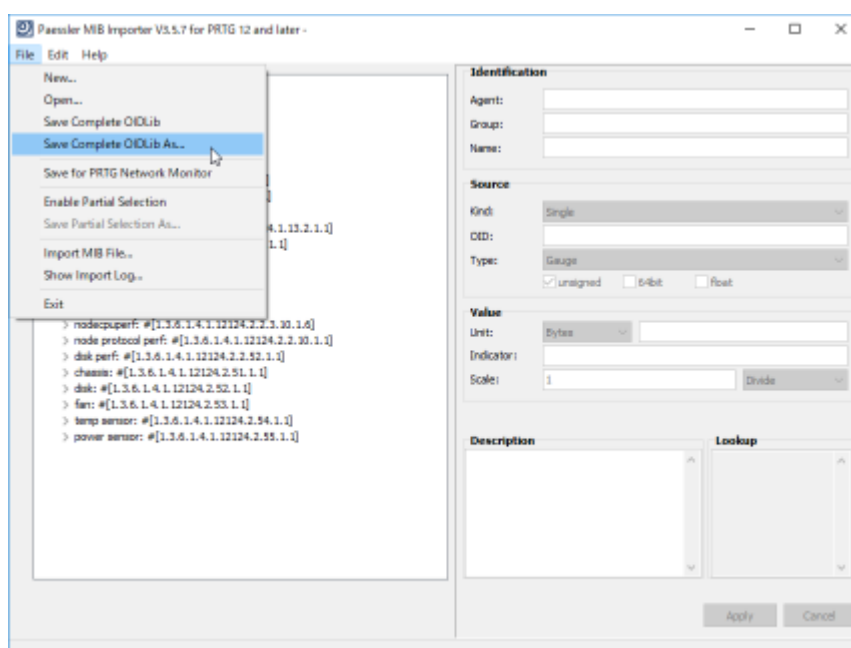 Paessler MIB Importer V3.5.7 for PRTG 12 and later -
File Edit Help
New...
Open...
Save Complete OIDLib
Save Complete OIDLib As...
Save for PRTG Network Monitor
Enable Partial Selection
Save Partial Selection As...
Import MIB File...
Show Import Log...
Exit
4.1.13.2.1.1]
1.1]
> nodecpuperf: #[1.3.6.1.4.1.12124.2.2.3.10.1.6]
> node protocol perf: #[1.3.6.1.4.1.12124.2.2.10.1.1]
> disk perf: #[1.3.6.1.4.1.12124.2.2.52.1.1]
> chassis: #[1.3.6.1.4.1.12124.2.51.1.1]
> disk: #[1.3.6.1.4.1.12124.2.52.1.1]
> fan: #[1.3.6.1.4.1.12124.2.53.1.1]
> temp sensor: #[1.3.6.1.4.1.12124.2.54.1.1]
> power sensor: #[1.3.6.1.4.1.12124.2.55.1.1]
Identification
Agent:
Group:
Name:
Source
Kind: Single
OID:
Type: Gauge
unsigned 64bit float
Value
Unit: Bytes
Indicator:
Scale: 1 Divide
Description Lookup
Apply Cancel